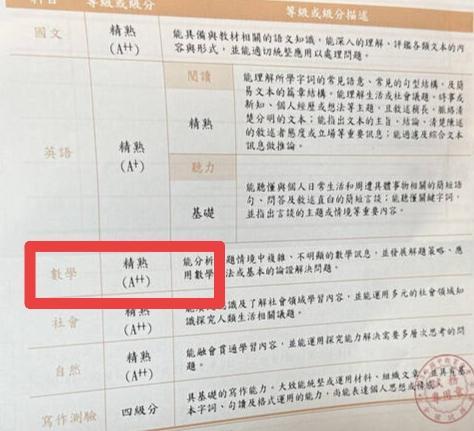 科目 等級或級分 等級或級分描述
國文 精熟 (A++) 能具備與教材相關的語文知識,能深入的理解、評鑑各類文本的內
容與形式,並能適切統整應用以處理問題。
英語 精熟 (A+)
閱讀
精熟
能理解所學字詞的常見語意、常見的句型結構,及簡
易文本的篇章結構。能理解生活或社會議題、時事或
新知、個人經歷或想法等主題,且敘述稍長、脈絡清
楚分明的文本;能指出文本的主旨、結論、清楚陳述
的敘述者態度或立場等重要訊息;能過濾及綜合文本
訊息做推論。
聽力
基礎
能聽懂與個人日常生活和周遭具體事物相關的簡短語
句、問答及敘述直白的簡短言談;能聽懂關鍵字詞,
並指出言談的主題或情境等重要內容。
數學 精熟 (A++) 能分析 題情境中複雜、不明顯的數學訊息,並發展解題策略、應
用數學 法或基本的論證解決問題。
社會 精熟 (A++) 識及了解社會領域學習內容,並能運用多元的社會領域知
識探究人類生活相關議題。
自然 精熟 (A++) 能融會貫通學習內容,並能運用探究能力解決需要多層次思考的問
題。
寫作測驗 四級分 具基礎的寫作能力。大致能統整或運用材料、組織文章,並具有基
本字詞、句讀及格式運用的能力,尚能表達個人思想或情感。